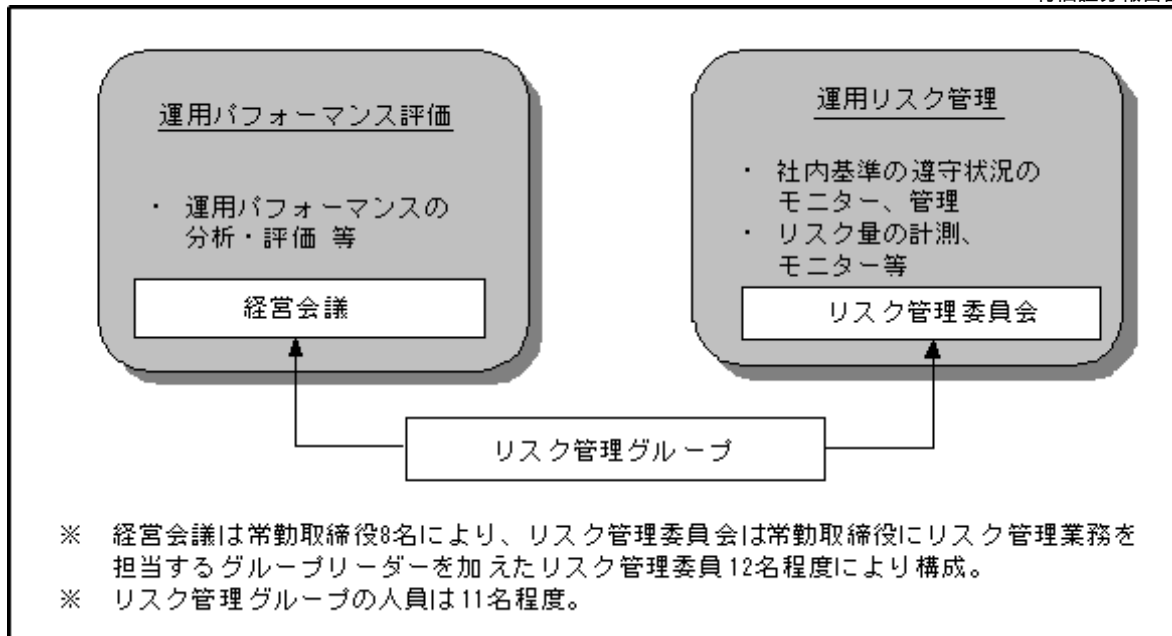 運用パフォーマンス評価
・ 運用パフォーマンスの
分析・評価 等
経営会議
運用リスク管理
・ 社内基準の遵守状況の
モニター、管理
・ リスク量の計測、
モニター等
リスク管理委員会
リスク管理グループ
※ 経営会議は常勤取締役8名により、リスク管理委員会は常勤取締役にリスク管理業務を
担当するグループリーダーを加えたリスク管理委員12名程度により構成。
※ リスク管理グループの人員は11名程度。